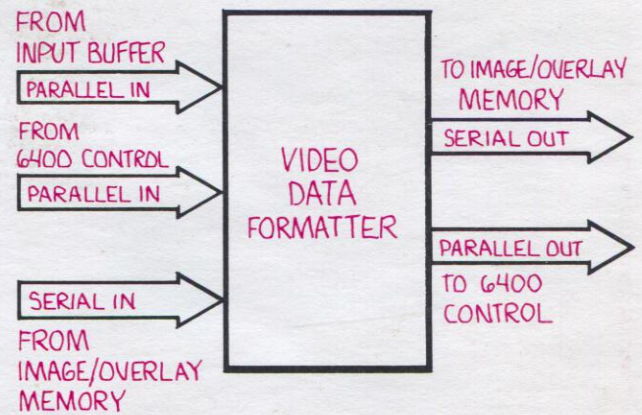 FROM
INPUT BUFFER
PARALLEL IN
FROM
6400 CONTROL
PARALLEL IN
SERIAL IN
FROM
IMAGE/OVERLAY
MEMORY
VIDEO
DATA
FORMATTER
TO IMAGE/OVERLAY
MEMORY
SERIAL OUT
PARALLEL OUT
TO 6400
CONTROL